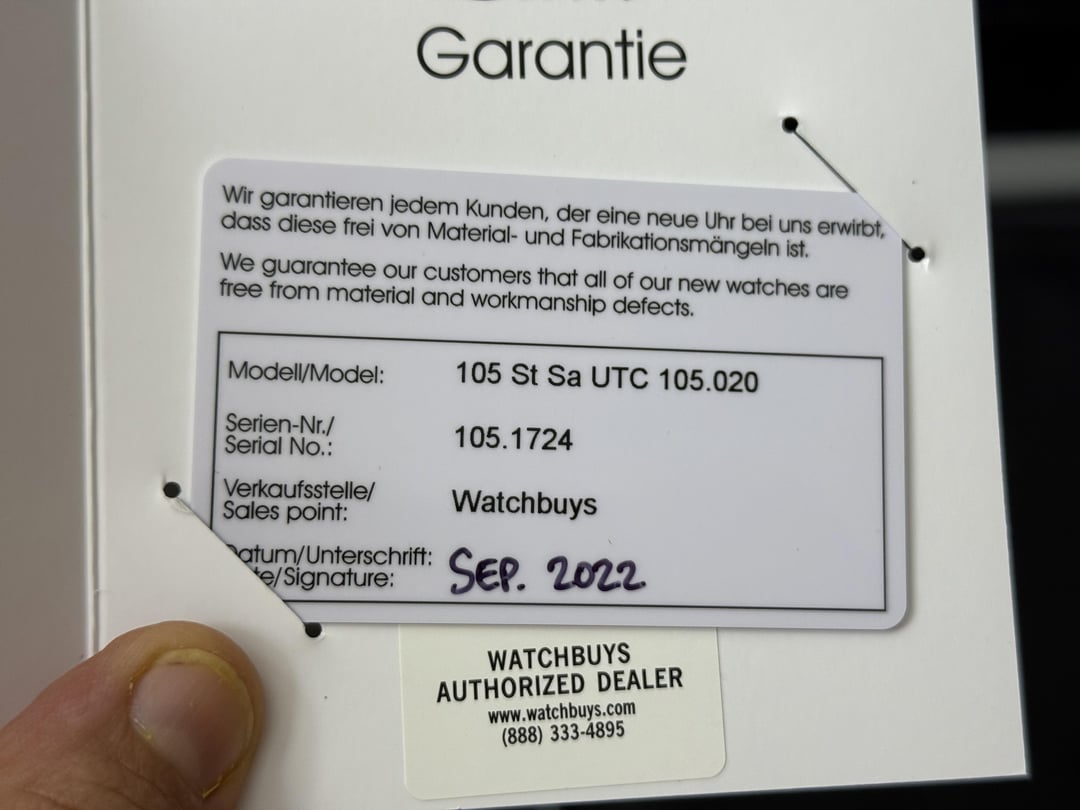 Garantie
Wir garantieren jedem Kunden, der eine neue Uhr bei uns erwirbt,
dass diese frei von Material- und Fabrikationsmängeln ist.
We guarantee our customers that all of our new watches are
free from material and workmanship defects.
Modell/Model: 105 St Sa UTC 105.020
Serien-Nr./
Serial No.: 105.1724
Verkaufsstelle/
Sales point: Watchbuys
Datum/Unterschrift:
te/Signature: SEP. 2022
WATCHBUYS
AUTHORIZED DEALER
www.watchbuys.com
(888) 333-4895